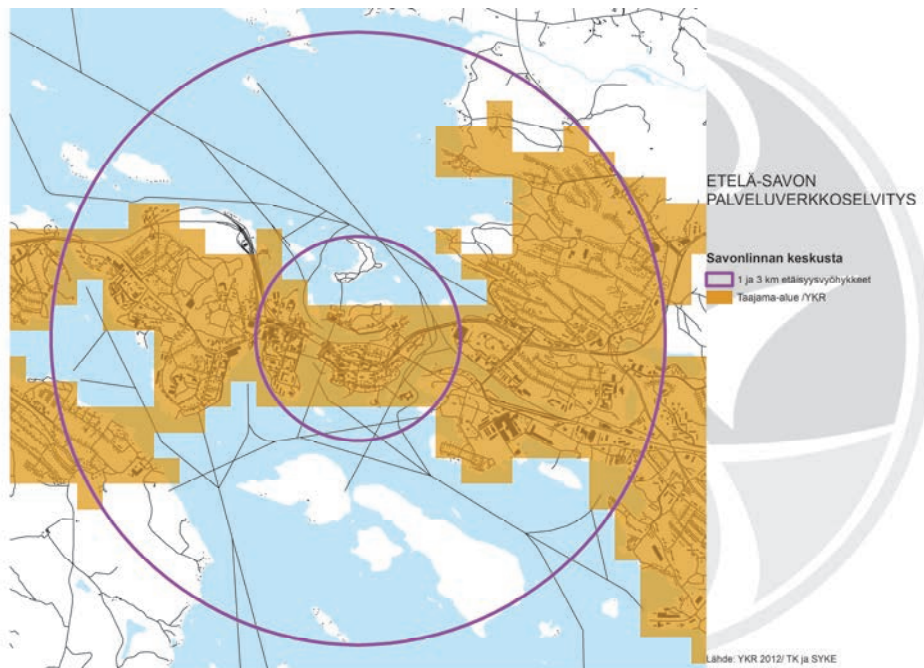 ETELÄ-SAVON
PALVELUVERKKOSELVITYS
Savonlinnan keskusta
1 ja 3 km etäisyysvyöhykkeet
Taajama-alue /YKR
Lähde: YKR 2012/ TK ja SYKE